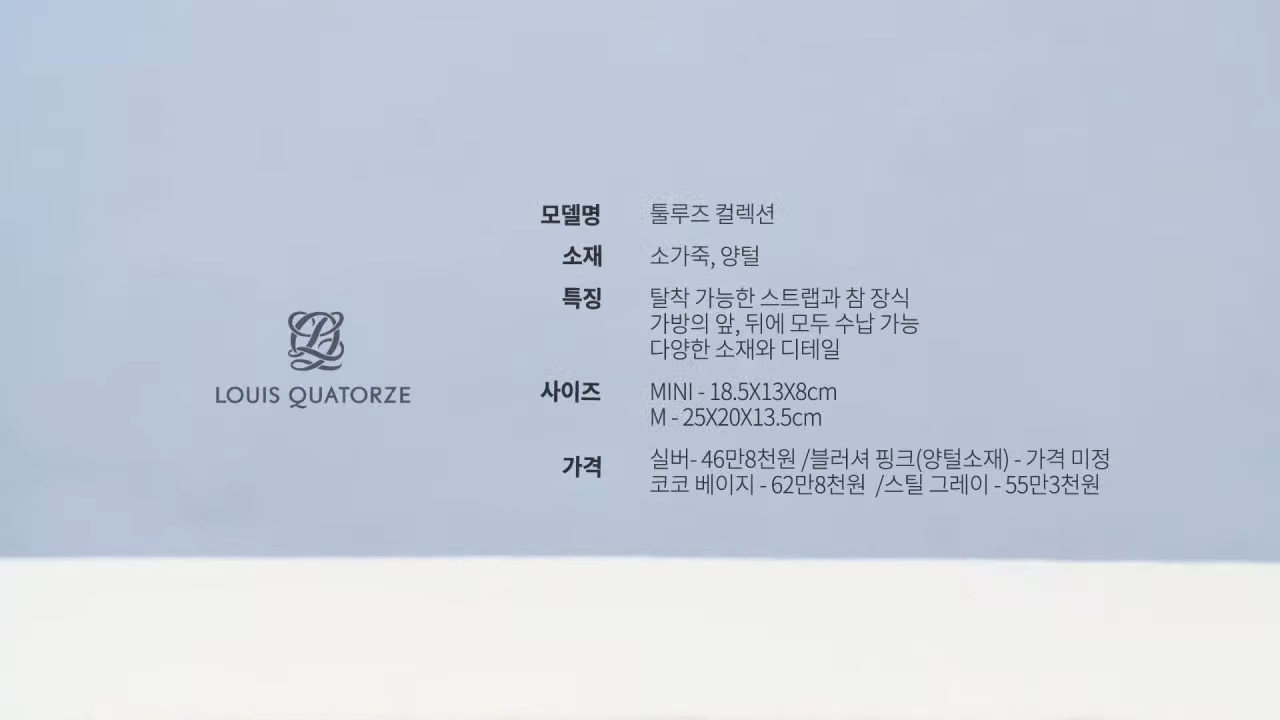 LOUIS QUATORZE
모델명 툴루즈 컬렉션
소재 소가죽, 양털
특징 탈착 가능한 스트랩과 참 장식
가방의 앞, 뒤에 모두 수납 가능
다양한 소재와 디테일
사이즈 MINI - 18.5X13X8cm
M - 25X20X13.5cm
가격 실버- 46만8천원 /블러셔 핑크(양털소재) - 가격 미정
코코 베이지 - 62만8천원 /스틸 그레이 - 55만3천원